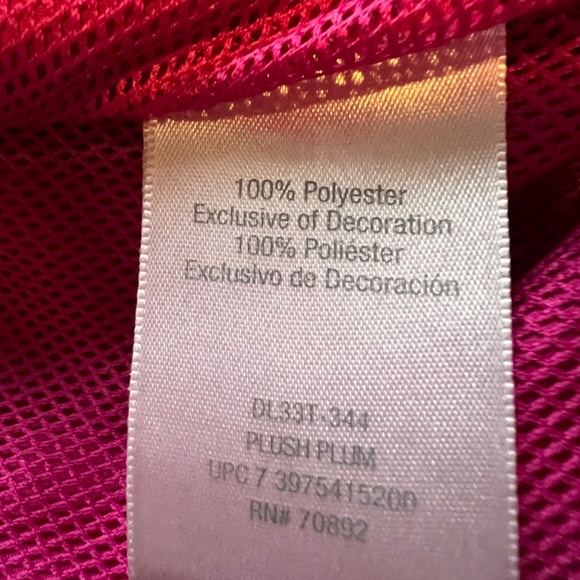 100% Polyester
Exclusive of Decoration
100% Poliéster
Exclusivo de Decoración
DL33T-344
PLUSH PLUM
UPC 7 3975415200
RN# 70892